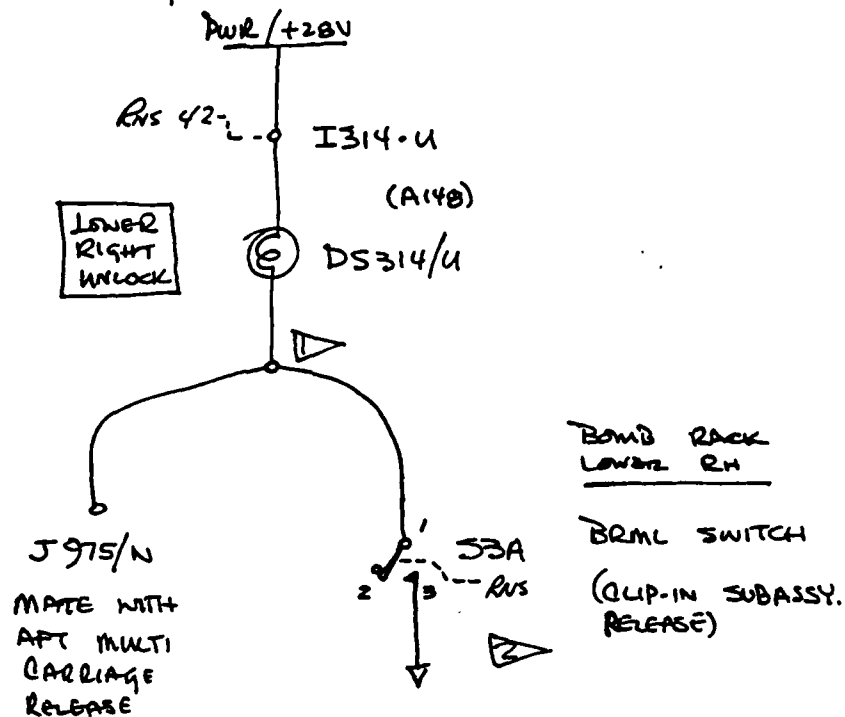 PWR/+28V
RNS 42-
I314-U
(A148)
LOWER
RIGHT
UNLOCK
DS314/U
1
1
2
3
S3A
RNS
2
J975/N
MATE WITH
AFT MULTI
CARRIAGE
RELEASE
BOMB RACK
LOWER RH
BRML SWITCH
(CLIP-IN SUBASSY.
RELEASE)